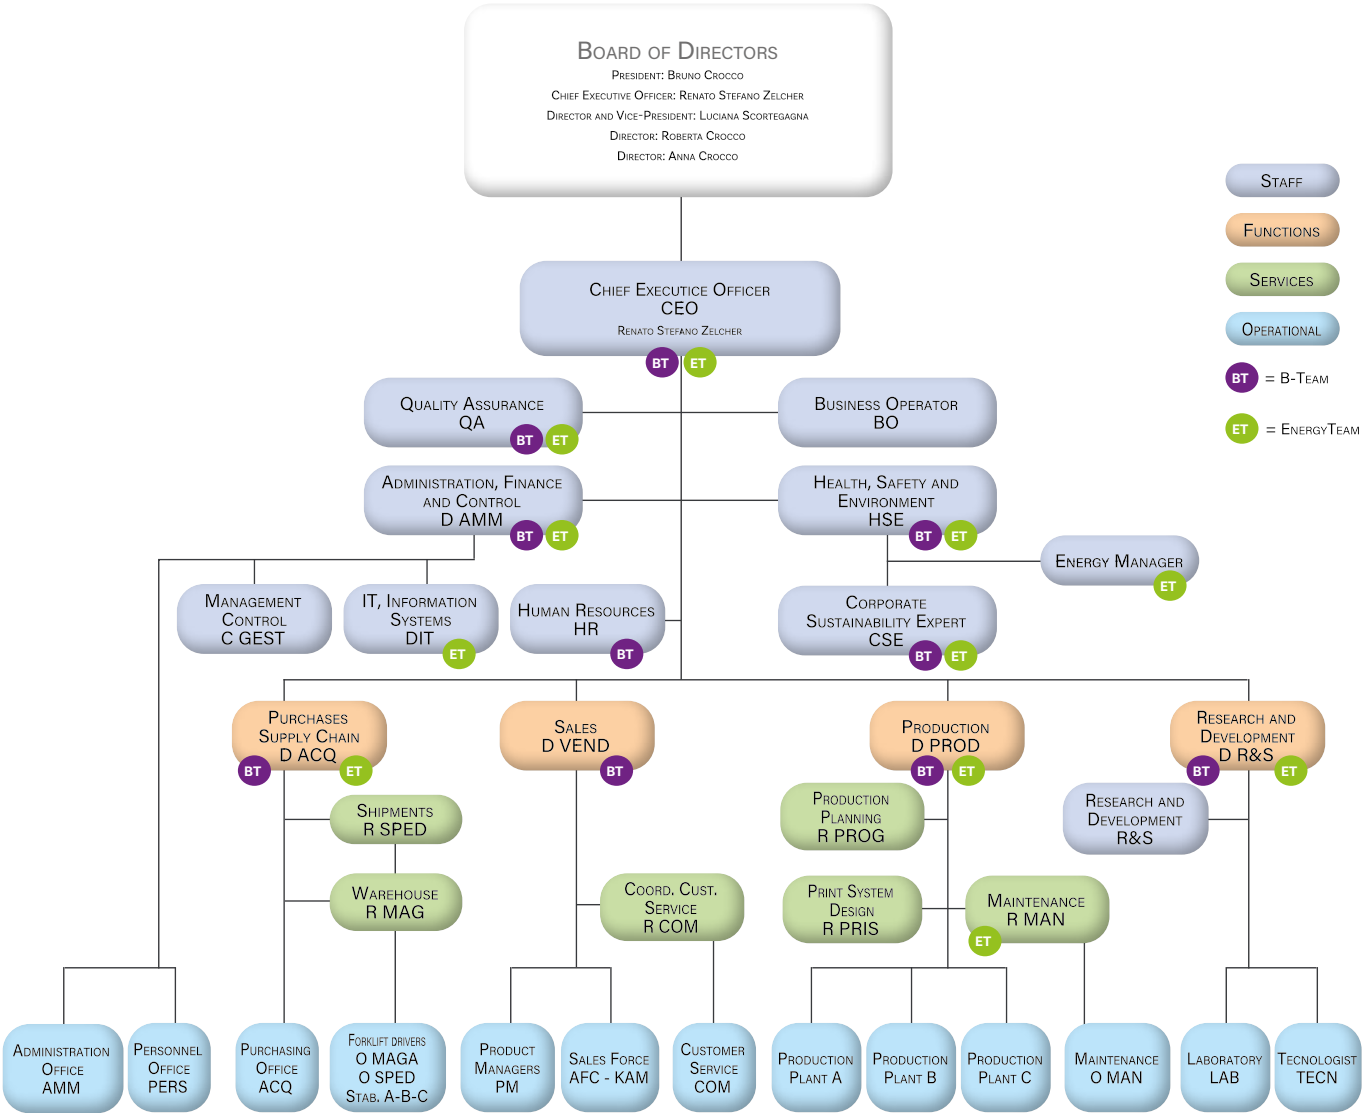 Board of Directors
President: Bruno Crocco
Chief Executive Officer: Renato Stefano Zelcher
Director and Vice-President: Luciana Scortegagna
Director: Roberta Crocco
Director: Anna Crocco
Staff
Functions
Services
Operational
BT = B-Team
ET = EnergyTeam
Chief Executice Officer
CEO
Renato Stefano Zelcher
BT ET
Quality Assurance
QA
BT ET
Business Operator
BO
Administration, Finance
and Control
D AMM
BT ET
Health, Safety and
Environment
HSE
BT ET
Energy Manager
ET
Management
Control
C GEST
IT, Information
Systems
DIT
ET
Human Resources
HR
BT
Corporate
Sustainability Expert
CSE
BT ET
Purchases
Supply Chain
D ACQ
BT ET
Sales
D VEND
BT
Production
D PROD
BT ET
Research and
Development
D R&S
BT ET
Shipments
R SPED
Production
Planning
R PROG
Research and
Development
R&S
Warehouse
R MAG
Coord. Cust.
Service
R COM
Print System
Design
R PRIS
Maintenance
R MAN
ET
Administration
Office
AMM
Personnel
Office
PERS
Purchasing
Office
ACQ
Forklift drivers
O MAGA
O SPED
Stab. A-B-C
Product
Managers
PM
Sales Force
AFC - KAM
Customer
Service
COM
Production
Plant A
Production
Plant B
Production
Plant C
Maintenance
O MAN
Laboratory
LAB
Tecnologist
TECN